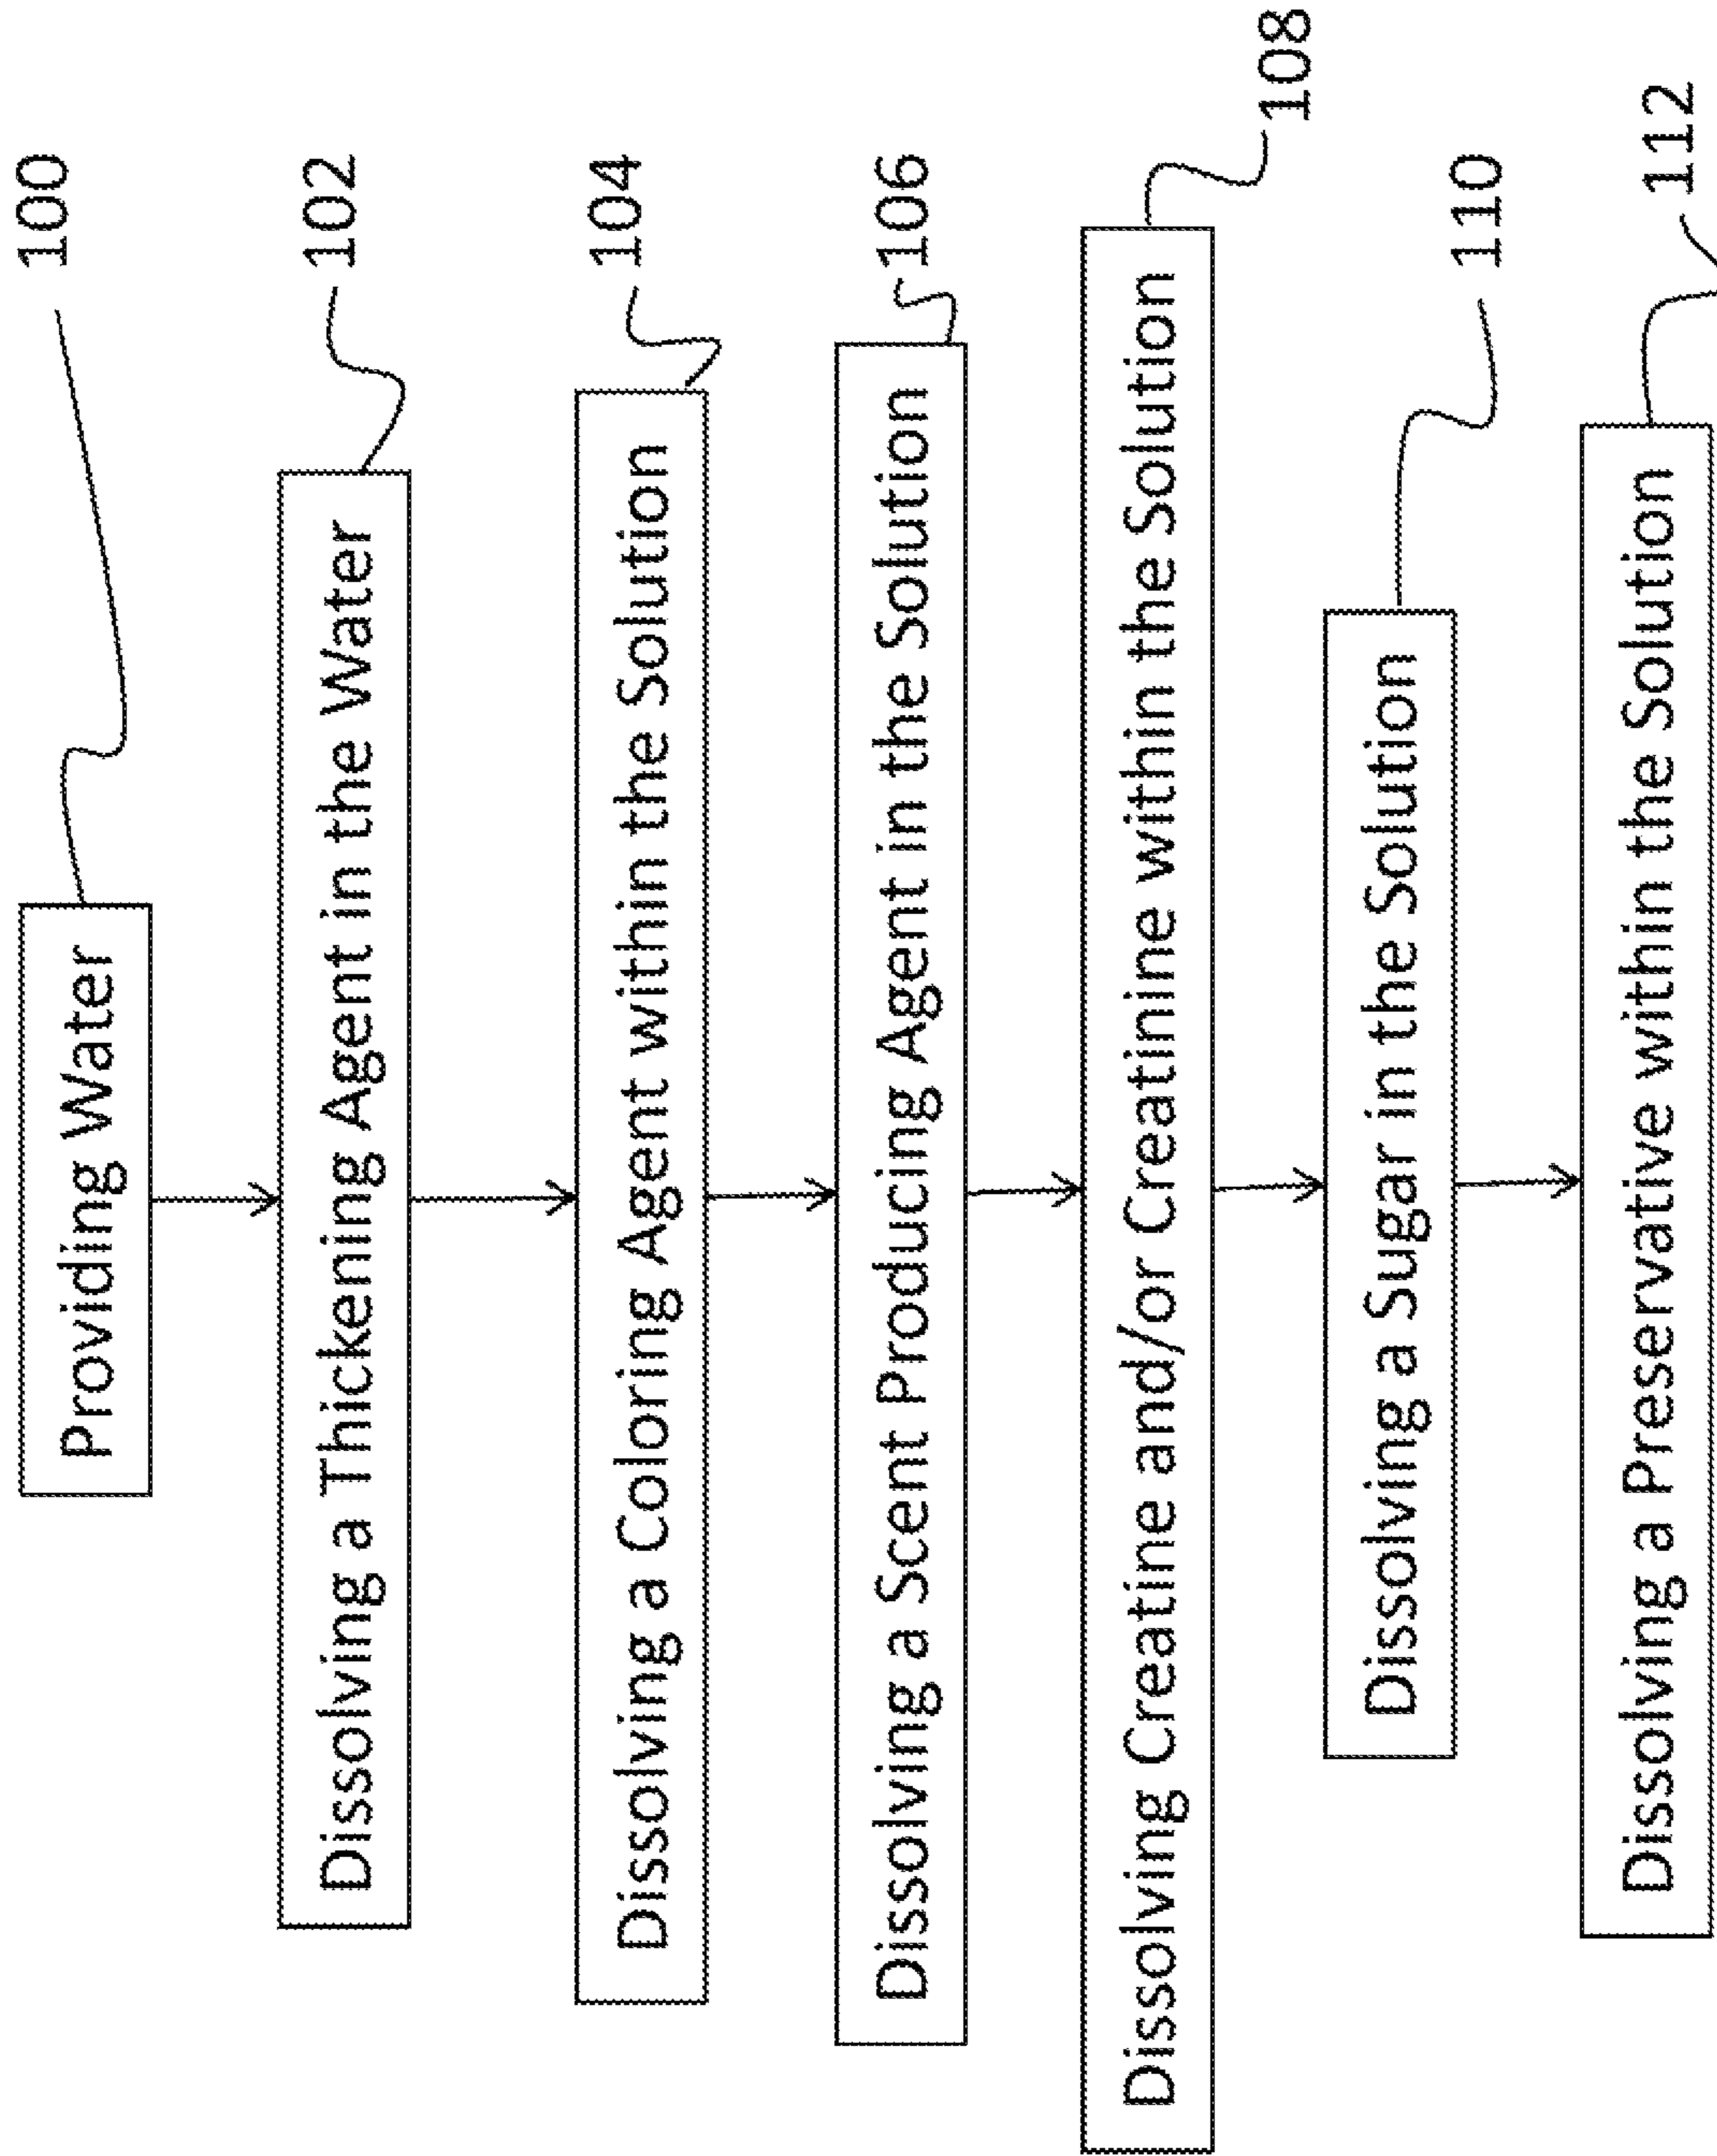 Providing Water
100
Dissolving a Thickening Agent in the Water
102
Dissolving a Coloring Agent within the Solution
104
Dissolving a Scent Producing Agent in the Solution
106
Dissolving Creatine and/or Creatinine within the Solution
108
Dissolving a Sugar in the Solution
110
Dissolving a Preservative within the Solution
112